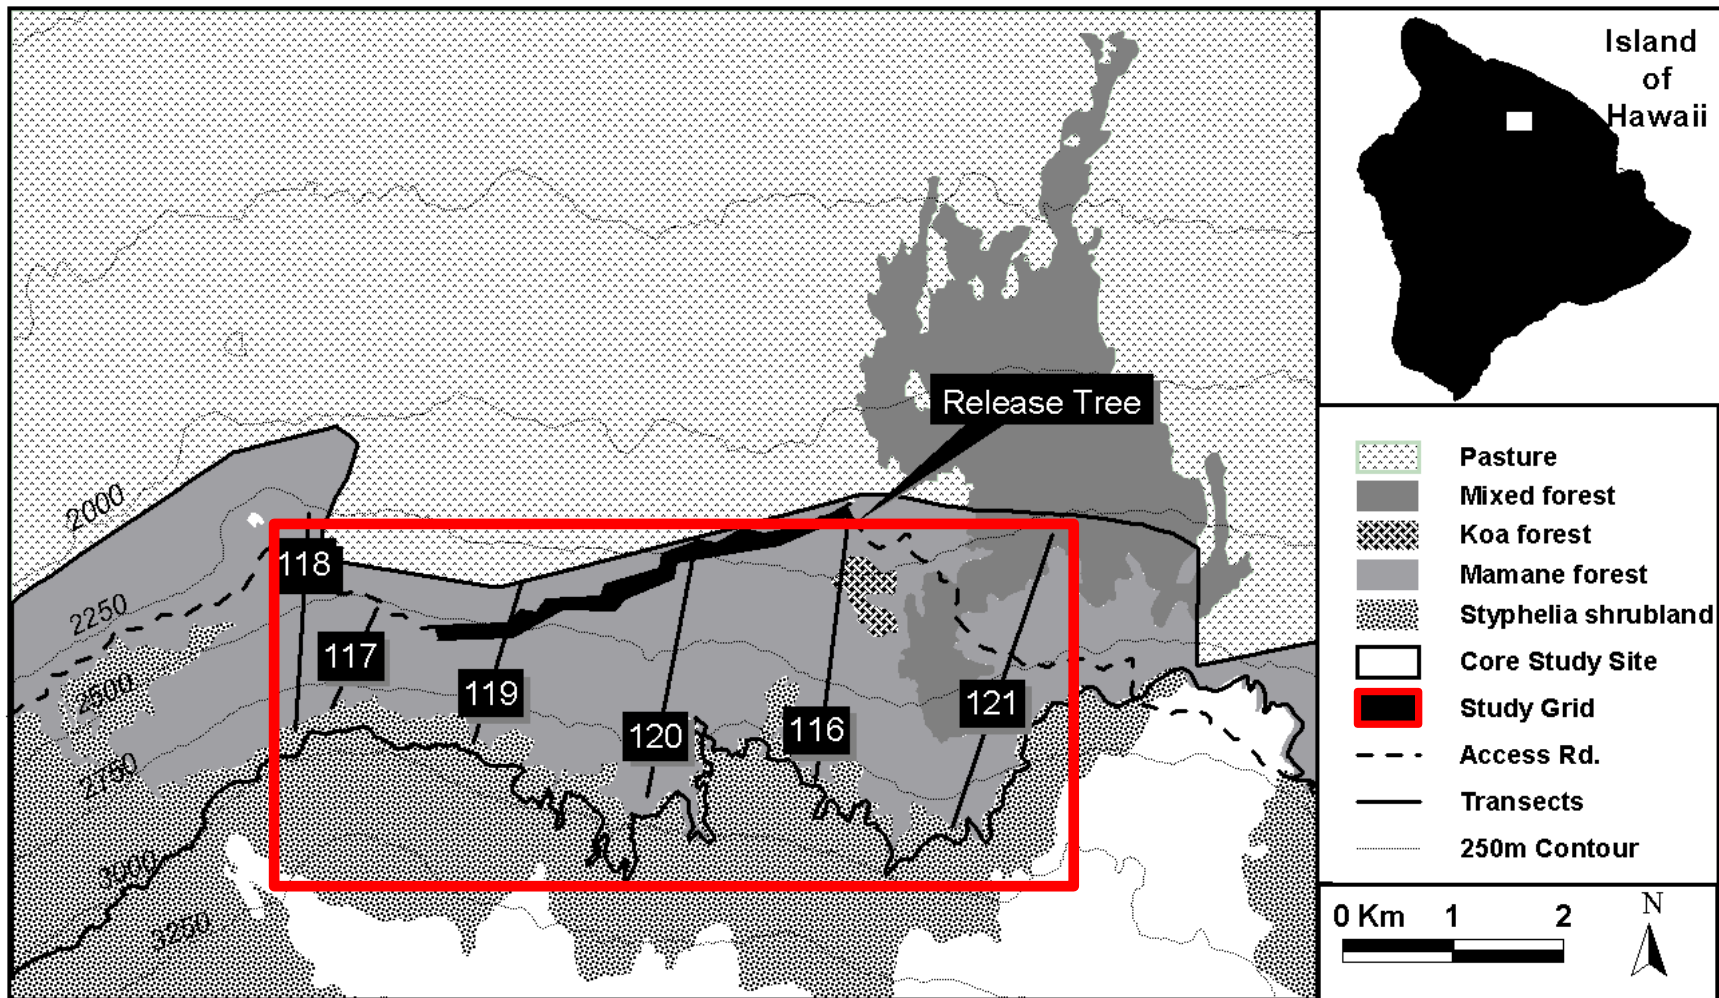 Island
of
Hawaii
Release Tree
2000
118
2250
117
2500
119
121
120
116
2750
3000
3250
Pasture
Mixed forest
Koa forest
Mamane forest
Styphelia shrubland
Core Study Site
Study Grid
Access Rd.
Transects
250m Contour
0 Km 1 2
N